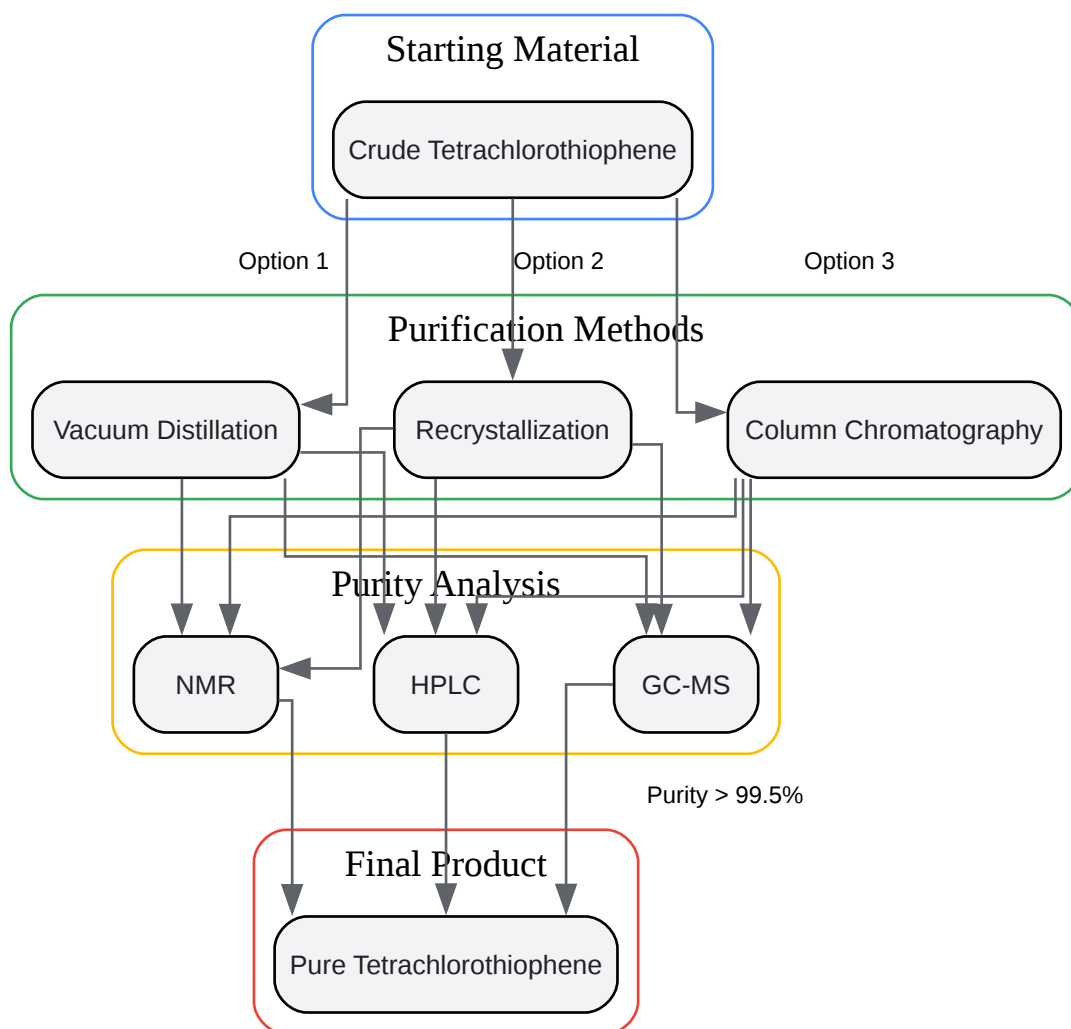 Starting Material
Crude Tetrachlorothiophene
Option 1
Option 2
Option 3
Purification Methods
Vacuum Distillation
Recrystallization
Column Chromatography
Purity Analysis
NMR
HPLC
GC-MS
Purity > 99.5%
Final Product
Pure Tetrachlorothiophene